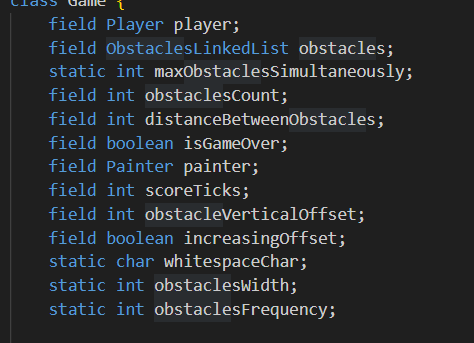 class Game {
field Player player;
field ObstaclesLinkedList obstacles;
static int maxObstaclesSimultaneously;
field int obstaclesCount;
field int distanceBetweenObstacles;
field boolean isGameOver;
field Painter painter;
field int scoreTicks;
field int obstacleVerticalOffset;
field boolean increasingOffset;
static char whitespaceChar;
static int obstaclesWidth;
static int obstaclesFrequency;